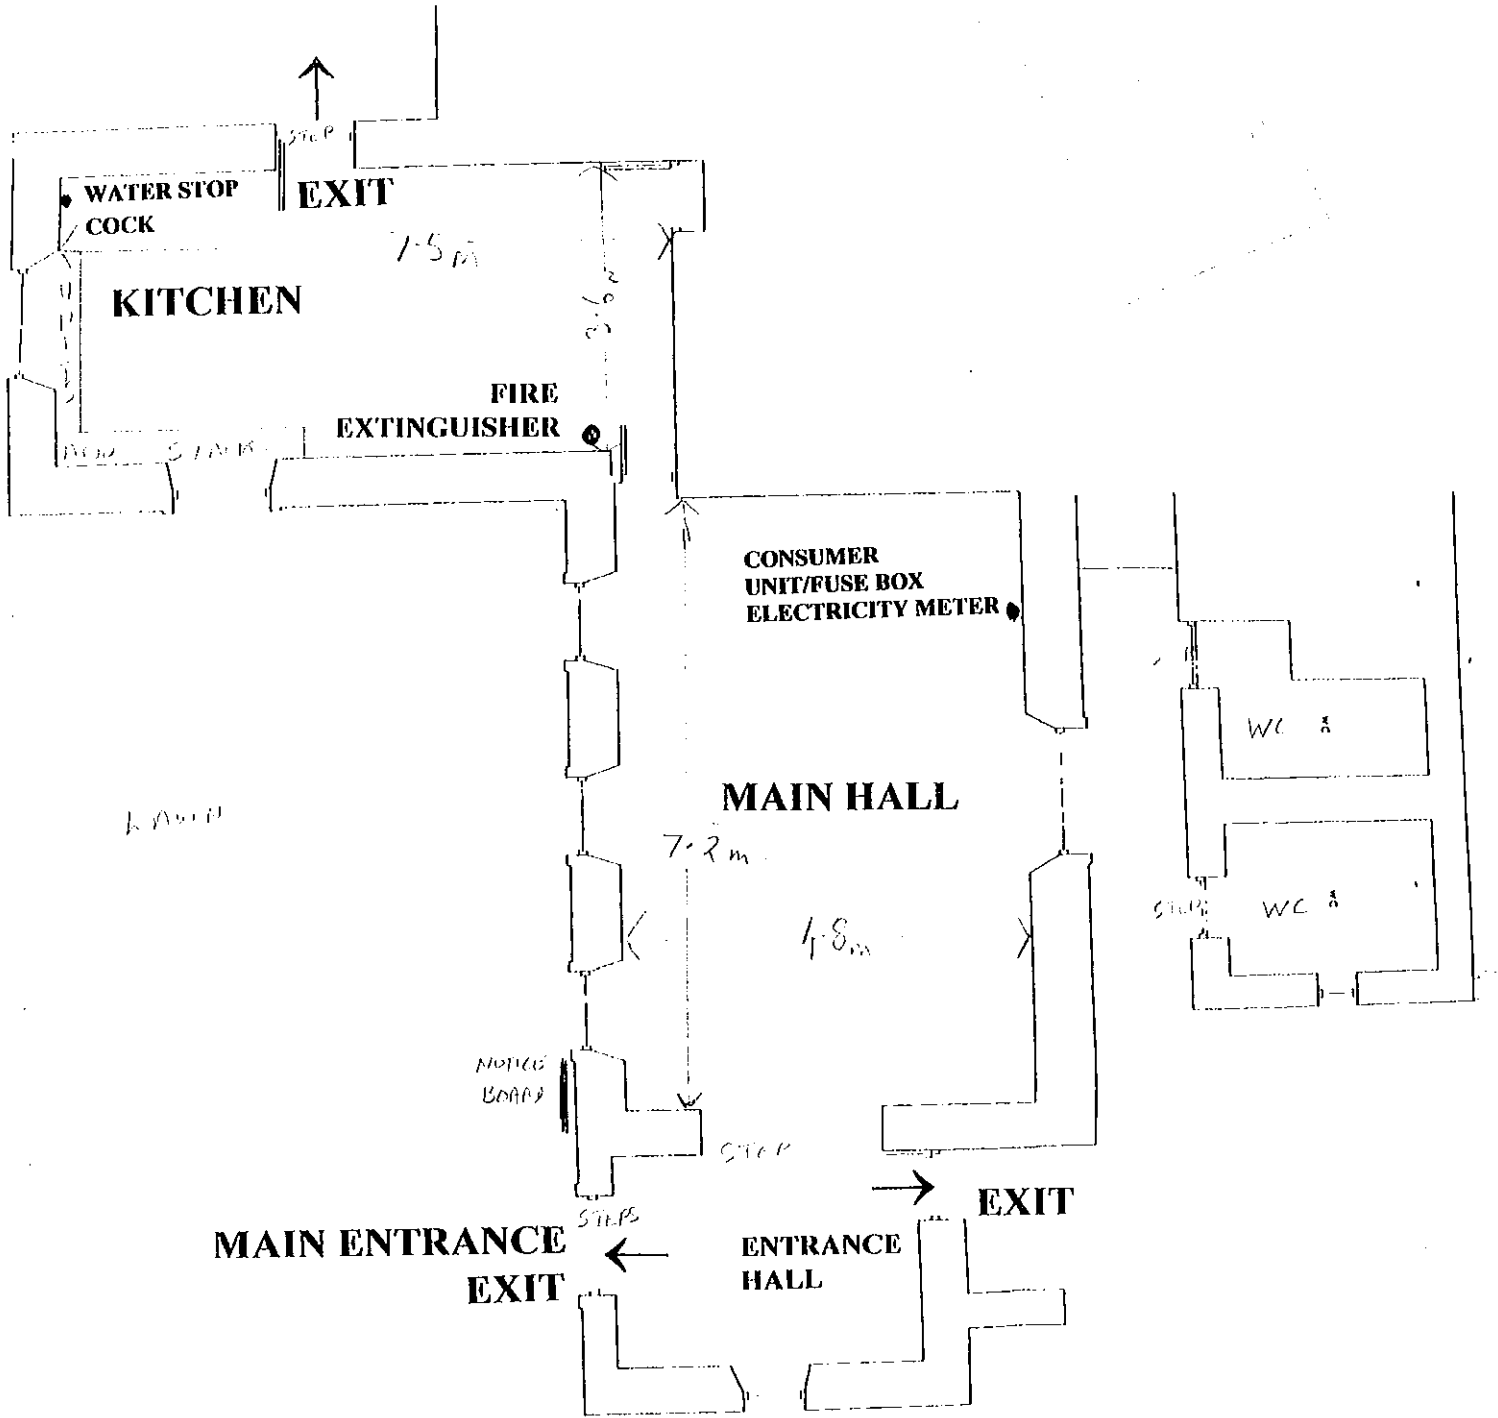 STEP
EXIT
WATER STOP
COCK
7.5m
KITCHEN
3.6m
FIRE
EXTINGUISHER
CONSUMER
UNIT/FUSE BOX
ELECTRICITY METER
WC
LAWN
MAIN HALL
7.2m
4.8m
STEP
WC
NOTICE
BOARD
STEP
EXIT
STEPS
MAIN ENTRANCE
EXIT
ENTRANCE
HALL